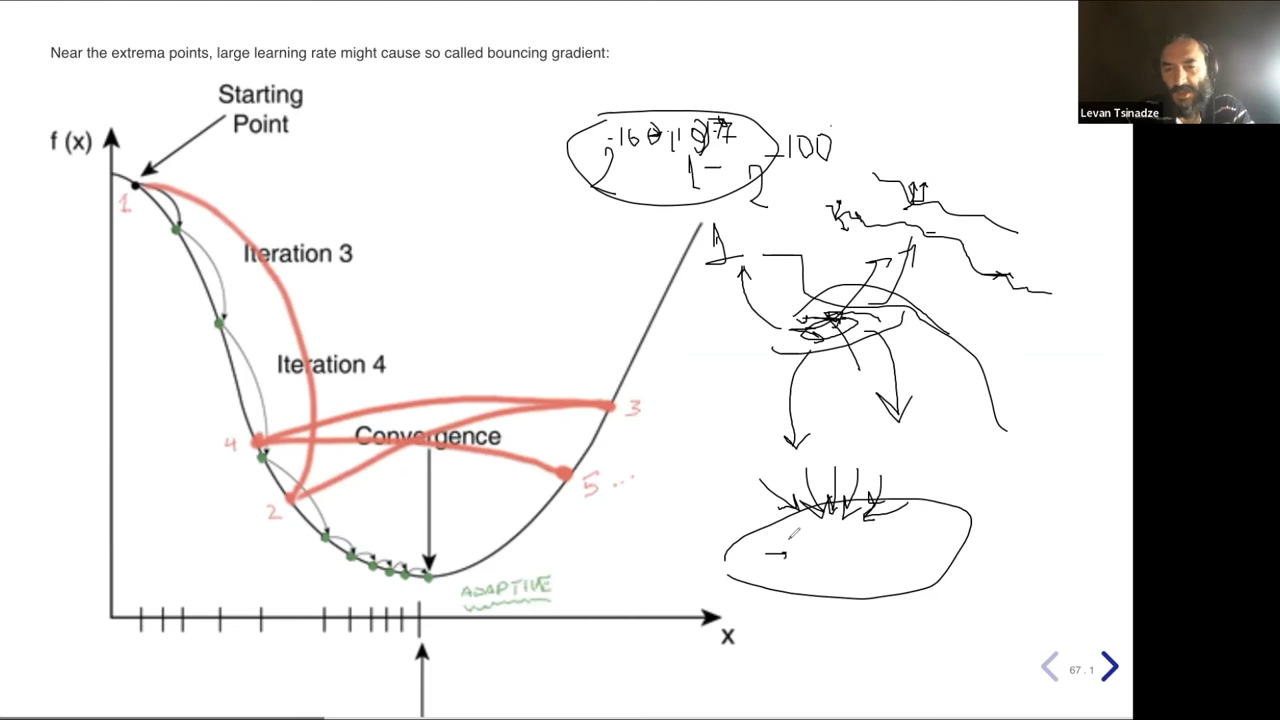 Near the extrema points, large learning rate might cause so called bouncing gradient:
Levan Tsinadze
Starting
Point
f (x)
1
-100
Iteration 3
Iteration 4
3
4
Convergence
5 ...
2
ADAPTIVE
x
67 . 1